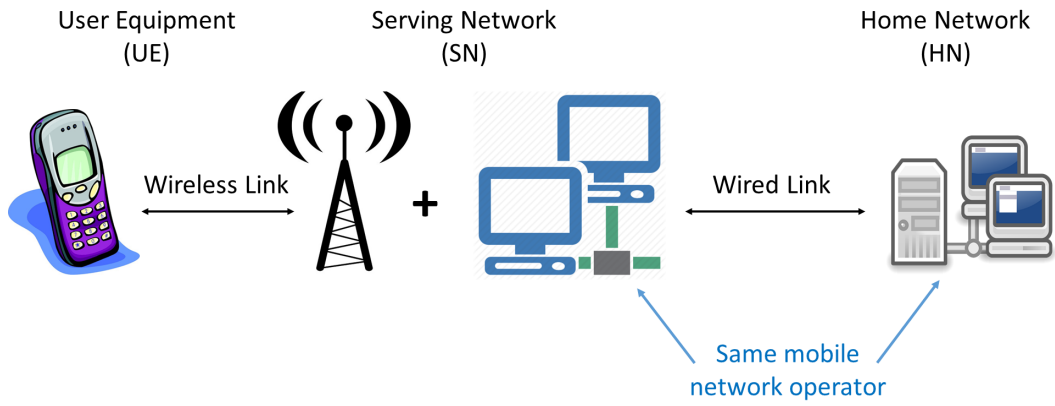 User Equipment
(UE)
Serving Network
(SN)
Home Network
(HN)
Wireless Link
+
Wired Link
Same mobile
network operator